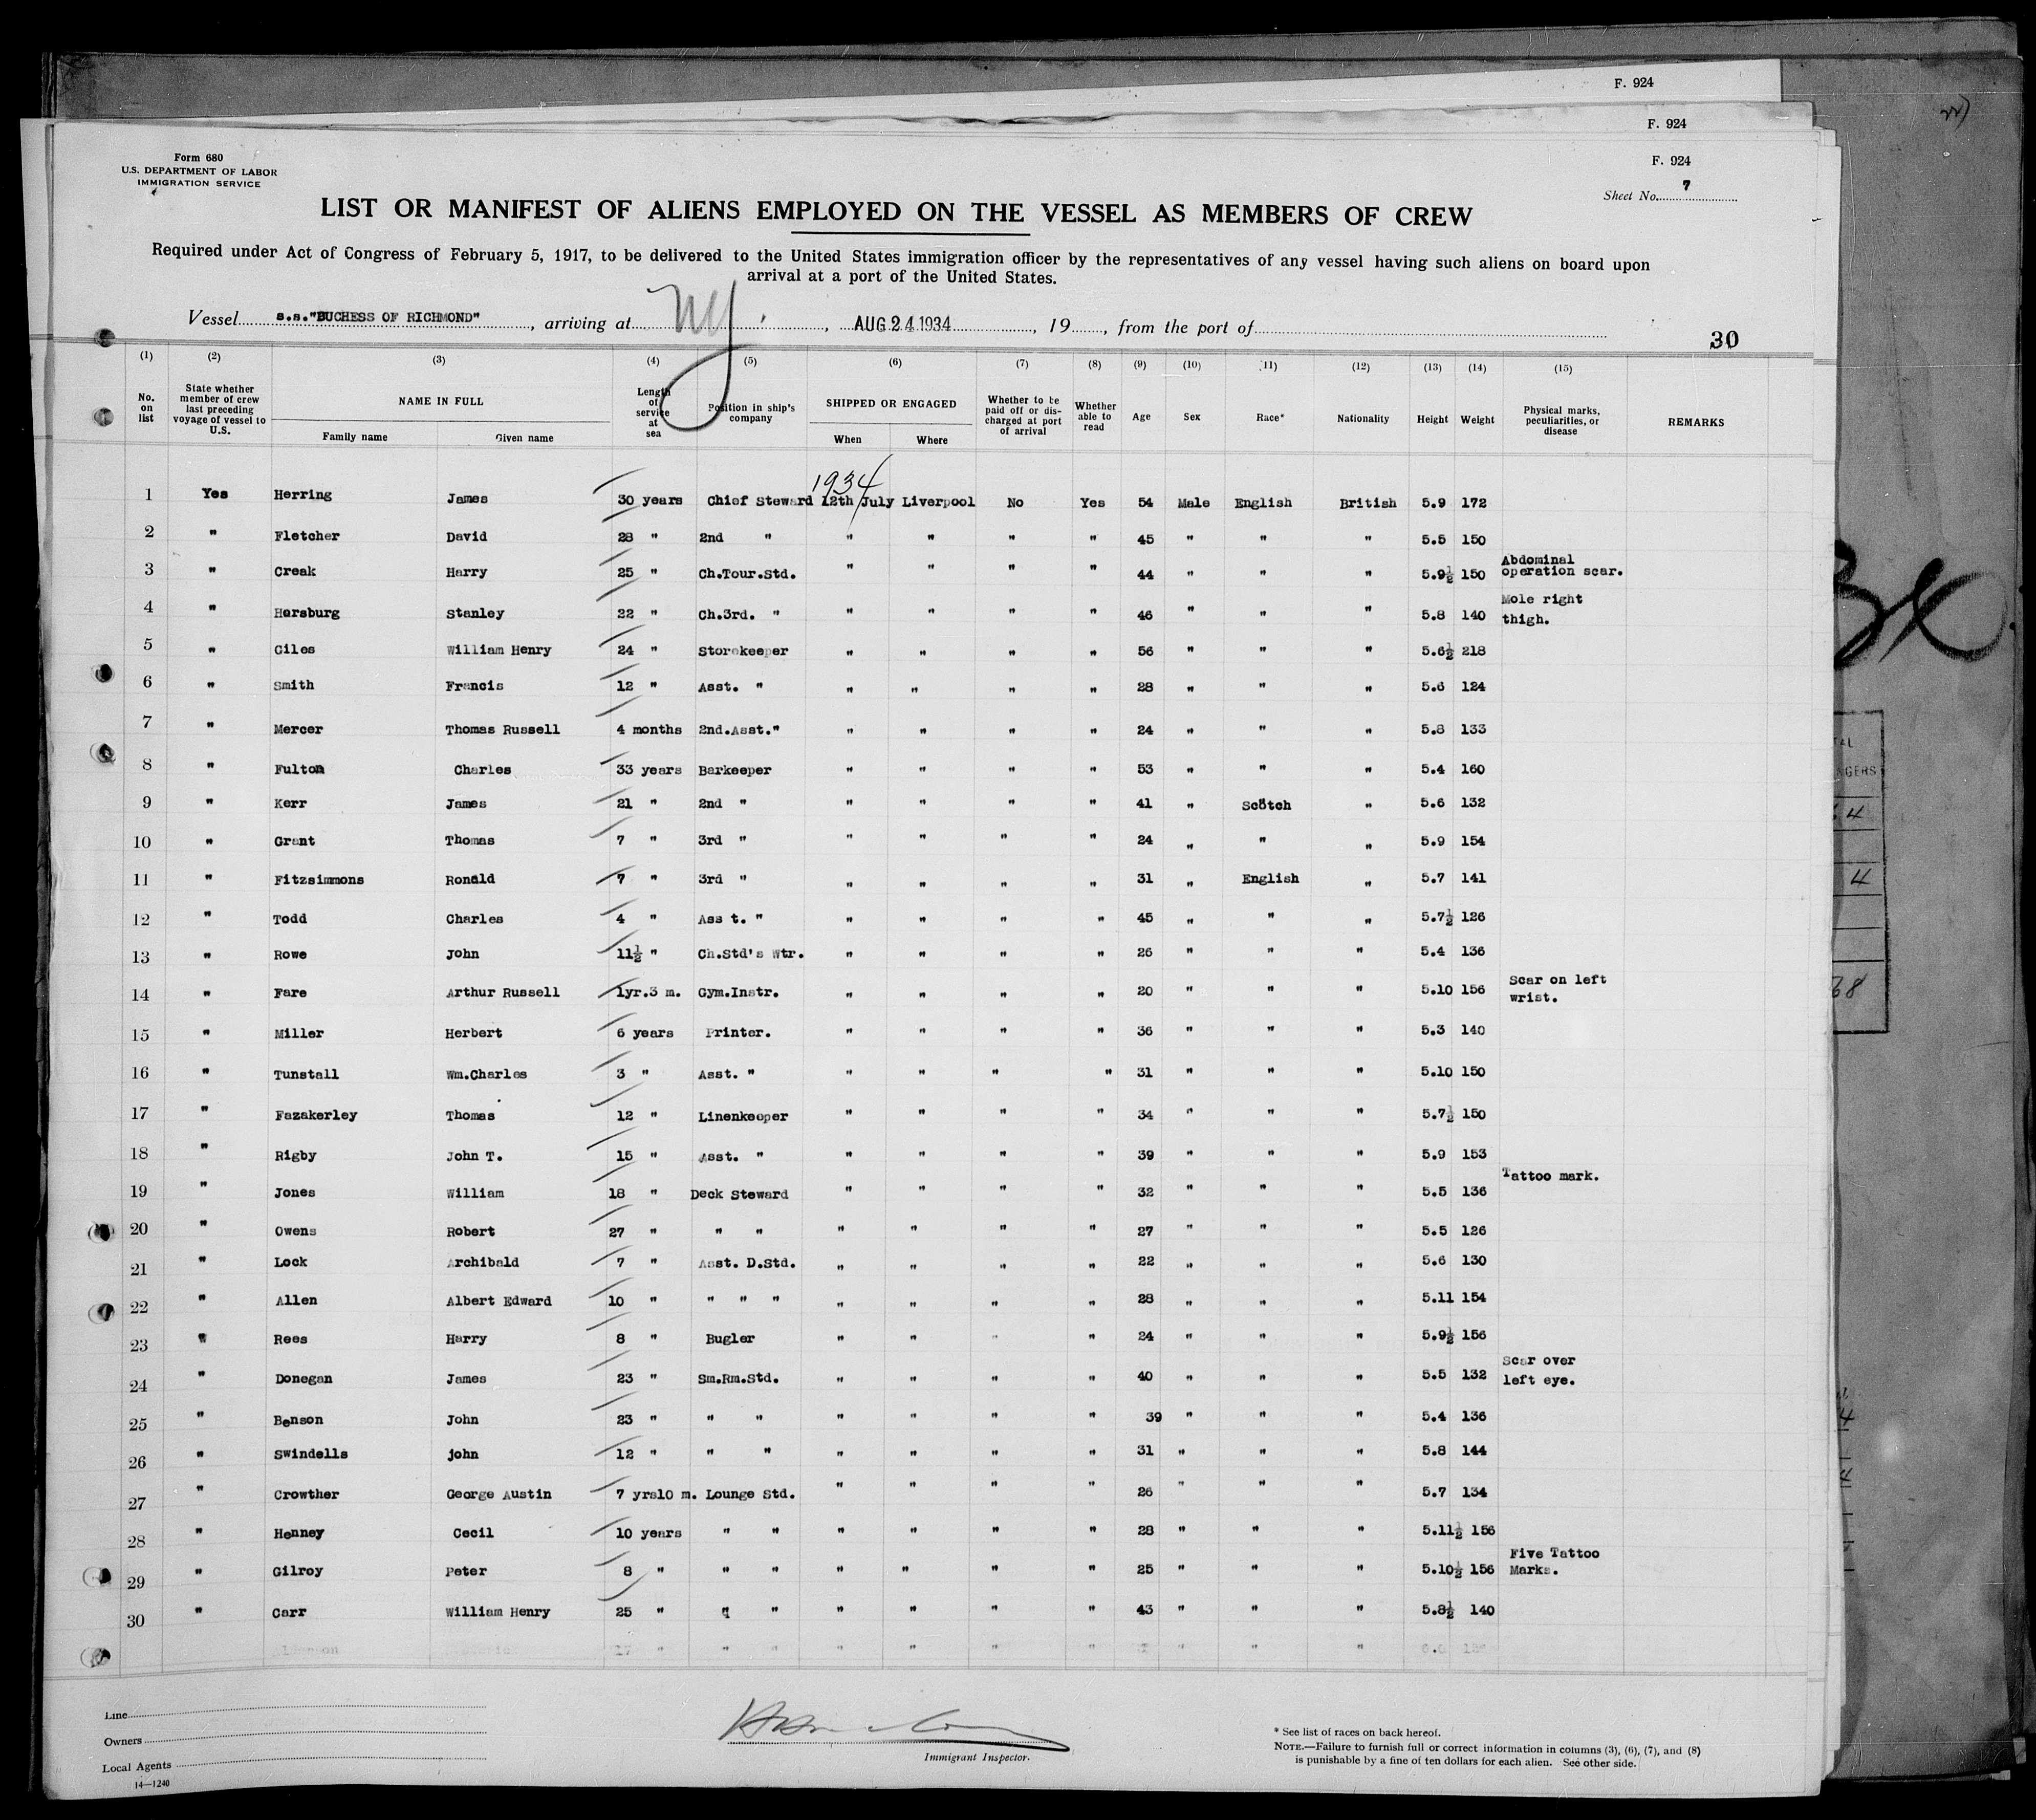 F. 924
F. 924
F. 924
Form 680
U.S. DEPARTMENT OF LABOR
IMMIGRATION SERVICE
Sheet No. 7
LIST OR MANIFEST OF ALIENS EMPLOYED ON THE VESSEL AS MEMBERS OF CREW
Required under Act of Congress of February 5, 1917, to be delivered to the United States immigration officer by the representatives of any vessel having such aliens on board upon
arrival at a port of the United States.
Vessel s.s."DUCHESS OF RICHMOND", arriving at NY, AUG 24 1934, 19, from the port of
30
(1) (2) (3) (4) (5) (6) (7) (8) (9) (10) (11) (12) (13) (14) (15)
No. on list State whether member of crew last preceding voyage of vessel to U.S. NAME IN FULL Family name Given name Length of service at sea Position in ship's company SHIPPED OR ENGAGED When Where Whether to be paid off or discharged at port of arrival Whether able to read Age Sex Race* Nationality Height Weight Physical marks, peculiarities, or disease REMARKS
1934
1 Yes Herring James 30 years Chief Steward 12th July Liverpool No Yes 54 Male English British 5.9 172
2 " Fletcher David 28 " 2nd " " " " " 45 " " " 5.5 150
3 " Creak Harry 25 " Ch.Tour.Std. " " " " 44 " " " 5.9½ 150 Abdominal operation scar.
4 " Horsburg Stanley 22 " Ch.3rd. " " " " " 46 " " " 5.8 140 Mole right thigh.
5 " Giles William Henry 24 " Storekeeper " " " " 56 " " " 5.6½ 218
6 " Smith Francis 12 " Asst. " " " " " 28 " " " 5.6 124
7 " Mercer Thomas Russell 4 months 2nd.Asst." " " " " 24 " " " 5.8 133
8 " Fulton Charles 33 years Barkeeper " " " " 53 " " " 5.4 160
9 " Kerr James 21 " 2nd " " " " " 41 " Scotch " 5.6 132
10 " Grant Thomas 7 " 3rd " " " " " 24 " " " 5.9 154
11 " Fitzsimmons Ronald 7 " 3rd " " " " " 31 " English " 5.7 141
12 " Todd Charles 4 " Ass t. " " " " " 45 " " " 5.7½ 126
13 " Rowe John 11½ " Ch.Std's Wtr. " " " " 26 " " " 5.4 136
14 " Fare Arthur Russell 1yr.3 m. Gym.Instr. " " " " 20 " " " 5.10 156 Scar on left wrist.
15 " Miller Herbert 6 years Printer. " " " " 36 " " " 5.3 140
16 " Tunstall Wm.Charles 3 " Asst. " " " " " 31 " " " 5.10 150
17 " Fazakerley Thomas 12 " Linenkeeper " " " " 34 " " " 5.7½ 150
18 " Rigby John T. 15 " Asst. " " " " " 39 " " " 5.9 153
19 " Jones William 18 " Deck Steward " " " " 32 " " " 5.5 136 Tattoo mark.
20 " Owens Robert 27 " " " " " " " 27 " " " 5.5 126
21 " Lock Archibald 7 " Asst. D.Std. " " " " 22 " " " 5.6 130
22 " Allen Albert Edward 10 " " " " " " " " 28 " " " 5.11 154
23 " Rees Harry 8 " Bugler " " " " 24 " " " 5.9½ 156
24 " Donegan James 23 " Sm.Rm.Std. " " " " 40 " " " 5.5 132 Scar over left eye.
25 " Benson John 23 " " " " " " " 39 " " " 5.4 136
26 " Swindells john 12 " " " " " " " 31 " " " 5.8 144
27 " Crowther George Austin 7 yrs10 m. Lounge Std. " " " " 26 " " " 5.7 134
28 " Henney Cecil 10 years " " " " " " 28 " " " 5.11½ 156
29 " Gilroy Peter 8 " " " " " " " 25 " " " 5.10½ 156 Five Tattoo Marks.
30 " Carr William Henry 25 " " " " " " " 43 " " " 5.8½ 140
Line
Owners
Local Agents
14—1240
Immigrant Inspector.
* See list of races on back hereof.
NOTE.—Failure to furnish full or correct information in columns (3), (6), (7), and (8)
is punishable by a fine of ten dollars for each alien. See other side.